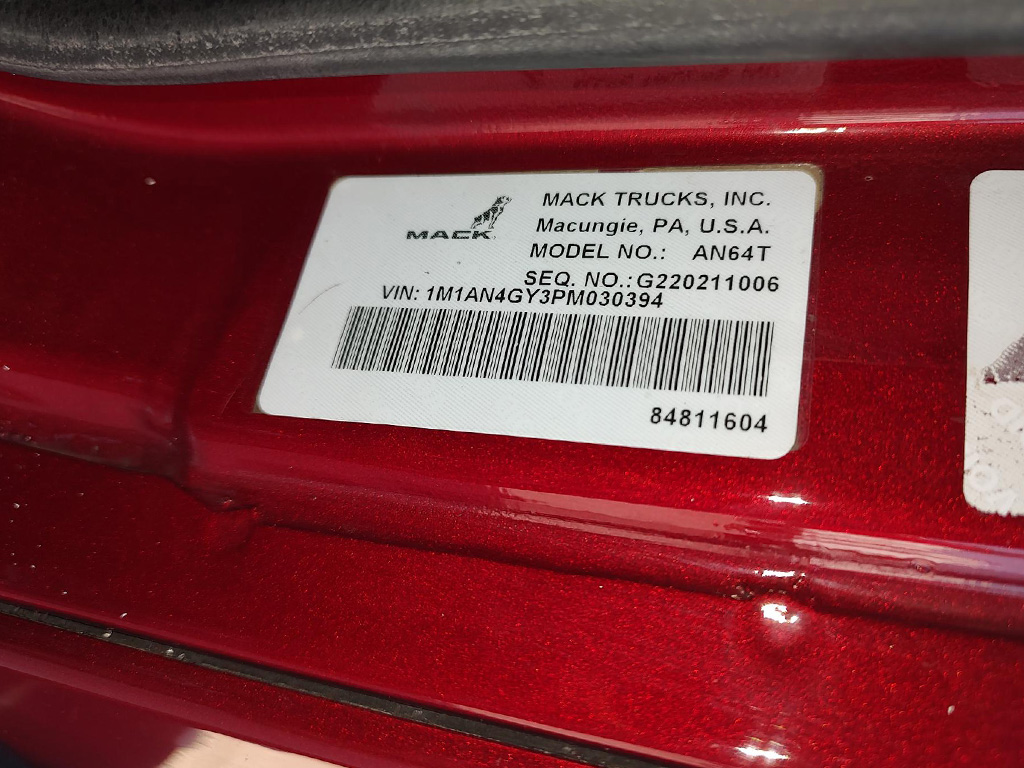 MACK
MACK TRUCKS, INC.
Macungie, PA, U.S.A.
MODEL NO.: AN64T
SEQ. NO.: G220211006
VIN: 1M1AN4GY3PM030394
84811604